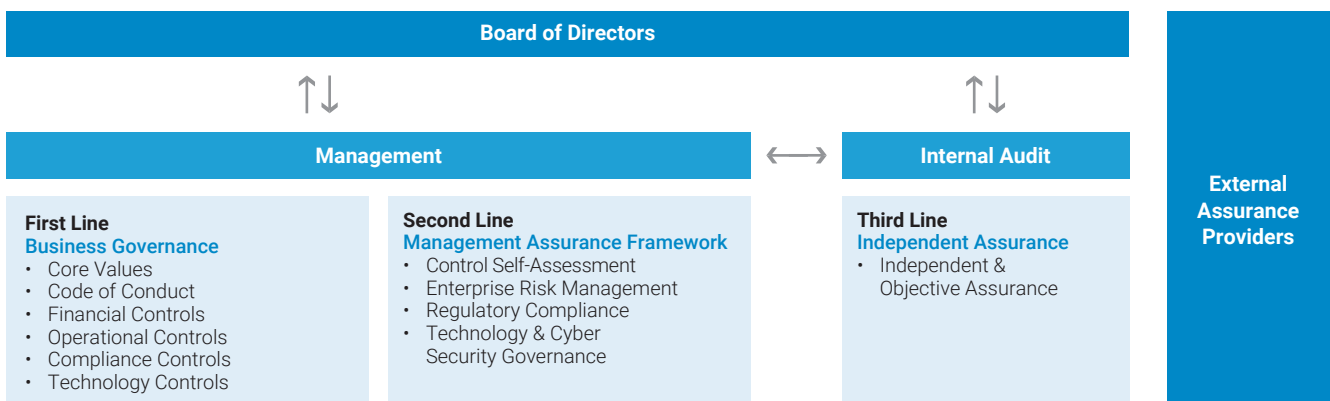 Board of Directors
Management
Internal Audit
First Line
Business Governance
• Core Values
• Code of Conduct
• Financial Controls
• Operational Controls
• Compliance Controls
• Technology Controls
Second Line
Management Assurance Framework
• Control Self-Assessment
• Enterprise Risk Management
• Regulatory Compliance
• Technology & Cyber
Security Governance
Third Line
Independent Assurance
• Independent &
Objective Assurance
External
Assurance
Providers